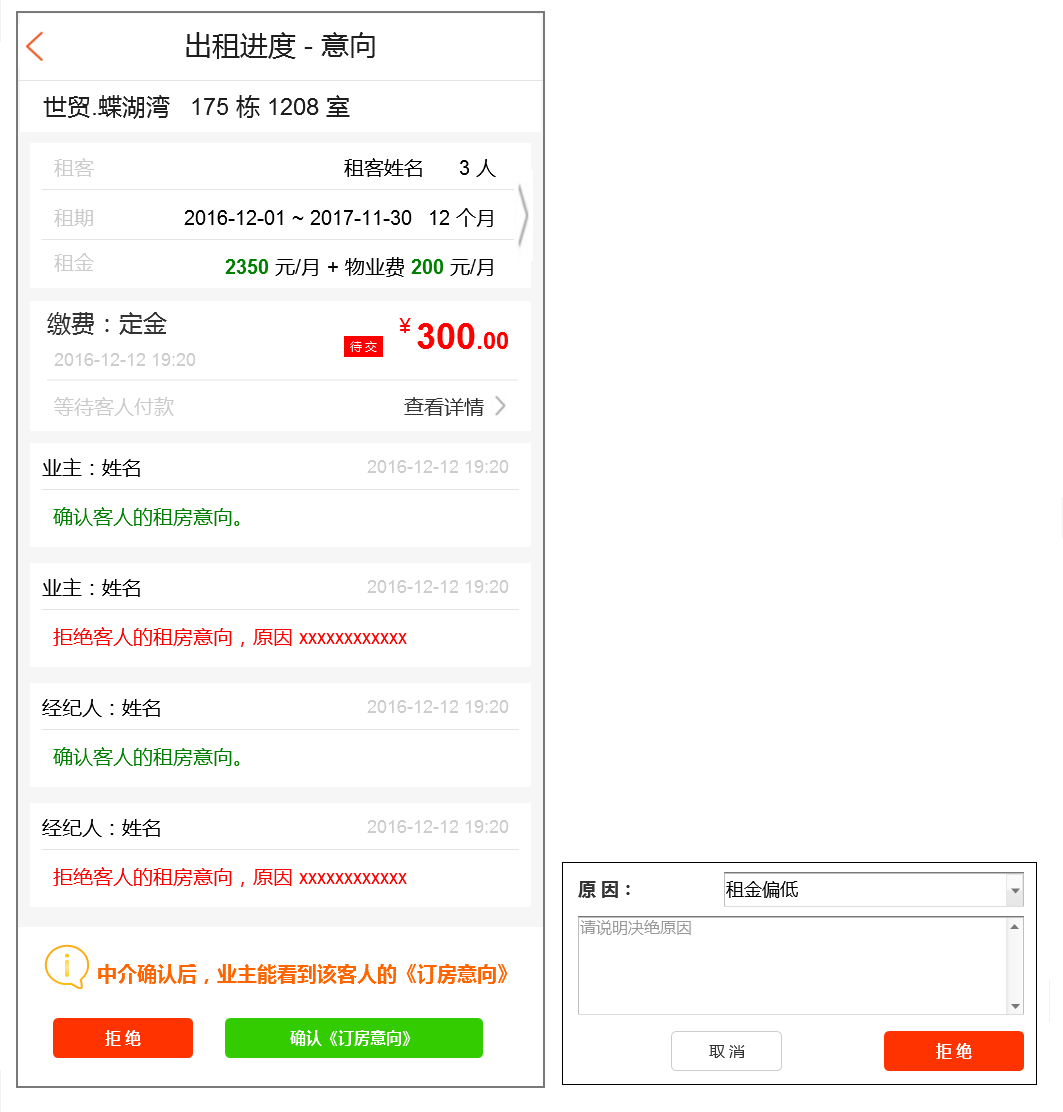 出租进度 - 意向
世贸.蝶湖湾 175 栋 1208 室
租客 租客姓名 3 人
租期 2016-12-01 ~ 2017-11-30 12 个月
租金 2350 元/月 + 物业费 200 元/月
缴费：定金 待 交 ¥ 300.00
2016-12-12 19:20
等待客人付款 查看详情
业主：姓名 2016-12-12 19:20
确认客人的租房意向。
业主：姓名 2016-12-12 19:20
拒绝客人的租房意向，原因 xxxxxxxxxxxx
经纪人：姓名 2016-12-12 19:20
确认客人的租房意向。
经纪人：姓名 2016-12-12 19:20
拒绝客人的租房意向，原因 xxxxxxxxxxxx
中介确认后，业主能看到该客人的《订房意向》
拒 绝 确认《订房意向》
原 因： 租金偏低
请说明决绝原因
取 消 拒 绝